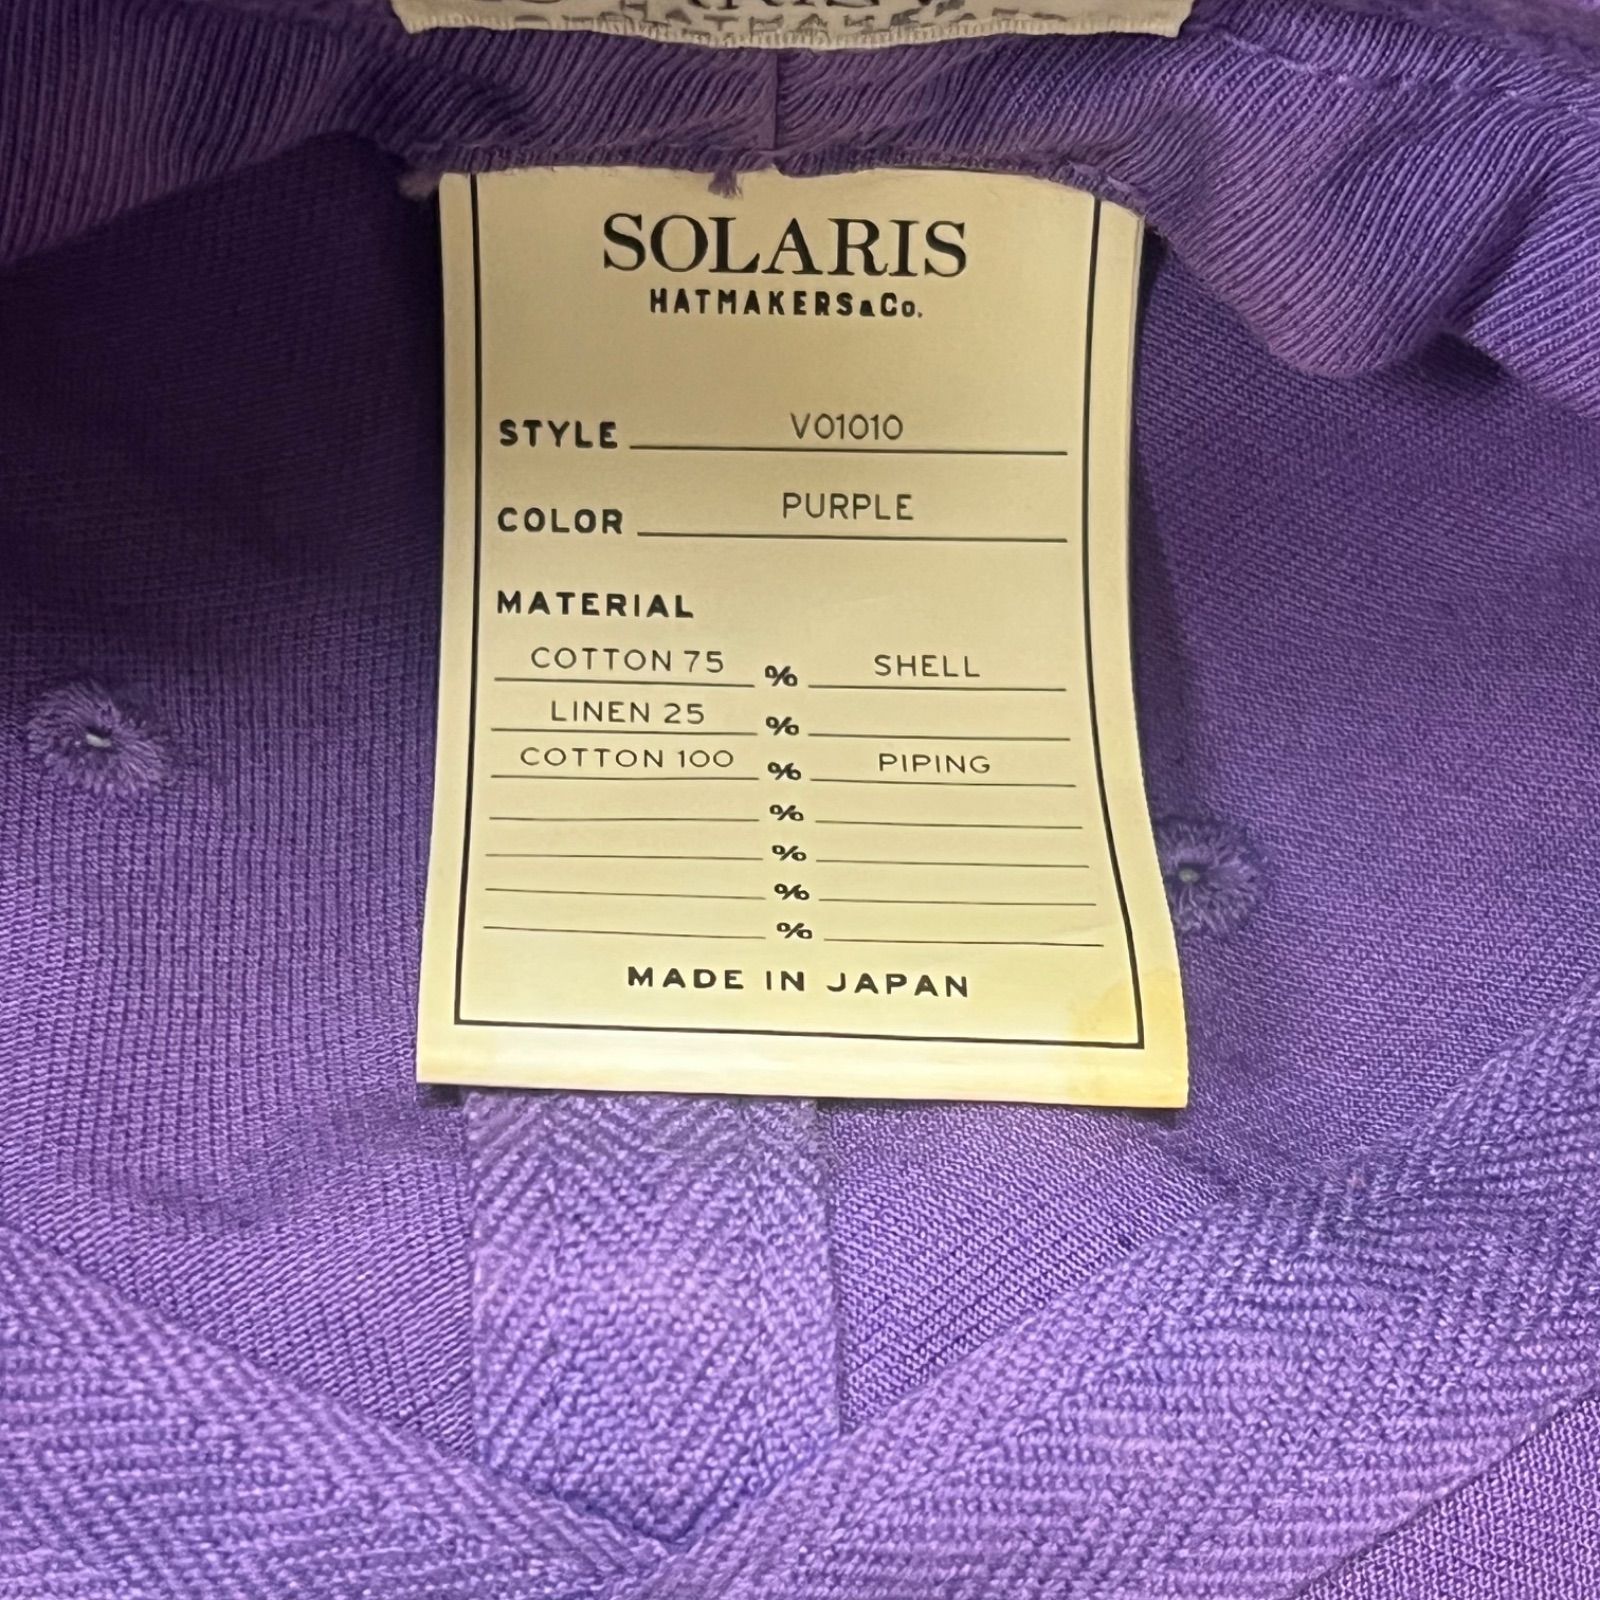 SOLARIS
HATMAKERS&Co.
STYLE V01010
COLOR PURPLE
MATERIAL
COTTON 75 % SHELL
LINEN 25 %
COTTON 100 % PIPING
%
%
%
%
MADE IN JAPAN